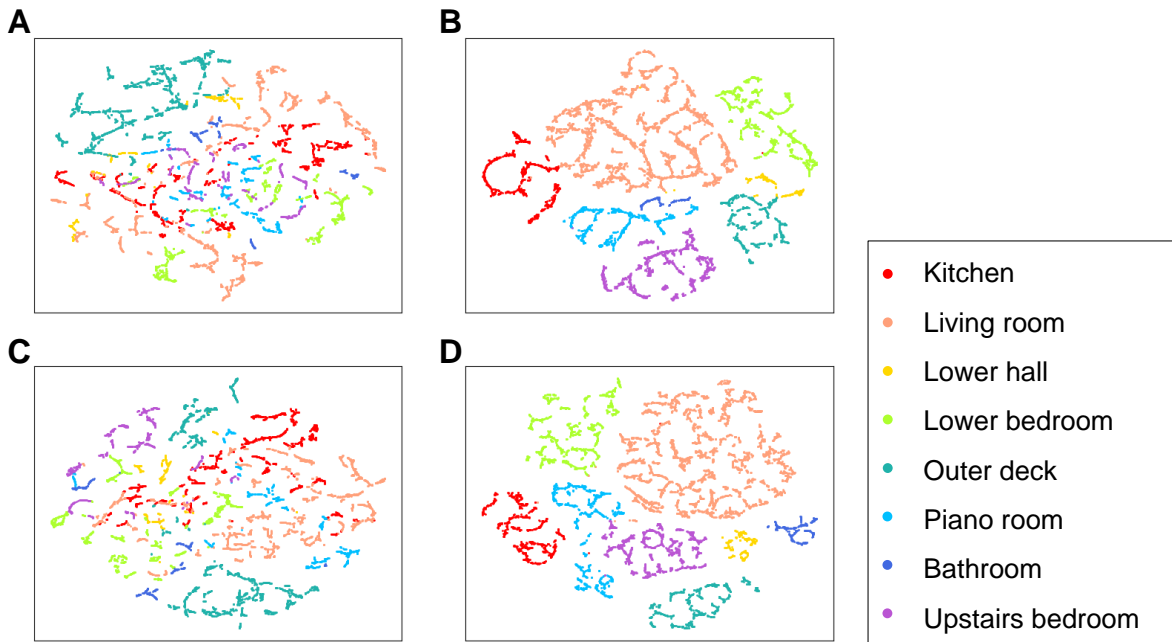 A
B
C
D
Kitchen
Living room
Lower hall
Lower bedroom
Outer deck
Piano room
Bathroom
Upstairs bedroom